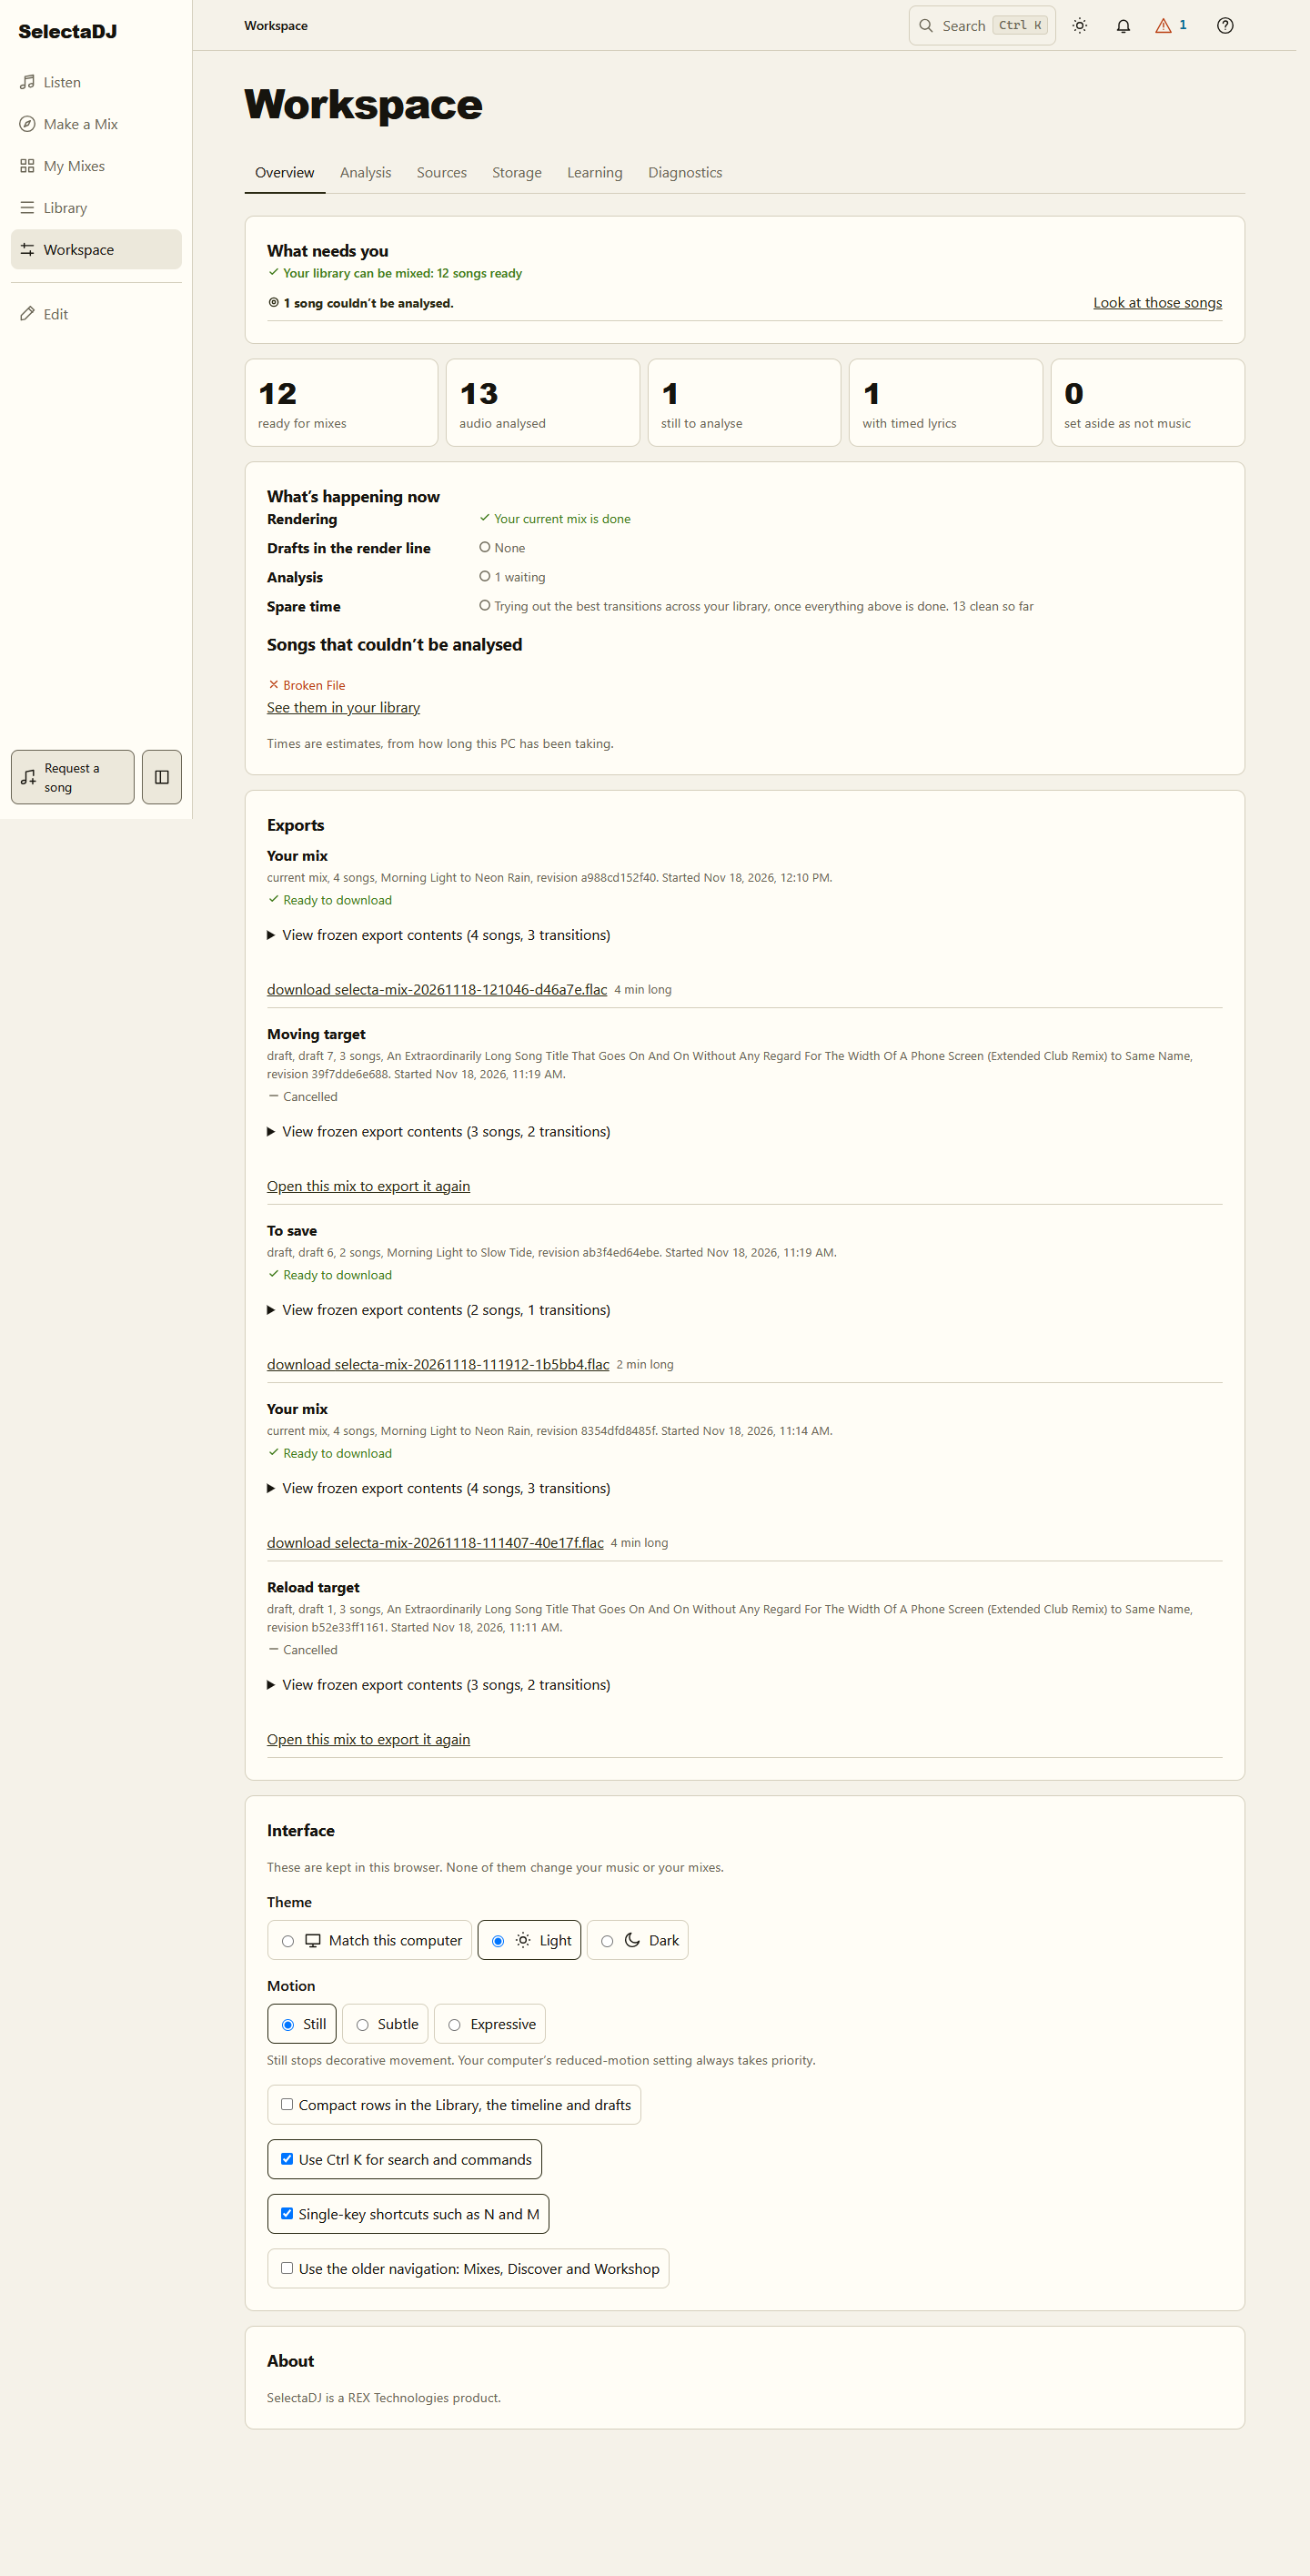 SelectaDJ
Listen
Make a Mix
My Mixes
Library
Workspace
Edit
Request a
song
Workspace
Search Ctrl K
1
Workspace
Overview Analysis Sources Storage Learning Diagnostics
What needs you
Your library can be mixed: 12 songs ready
1 song couldn’t be analysed. Look at those songs
12 13 1 1 0
ready for mixes audio analysed still to analyse with timed lyrics set aside as not music
What’s happening now
Rendering Your current mix is done
Drafts in the render line None
Analysis 1 waiting
Spare time Trying out the best transitions across your library, once everything above is done. 13 clean so far
Songs that couldn’t be analysed
Broken File
See them in your library
Times are estimates, from how long this PC has been taking.
Exports
Your mix
current mix, 4 songs, Morning Light to Neon Rain, revision a988cd152f40. Started Nov 18, 2026, 12:10 PM.
Ready to download
View frozen export contents (4 songs, 3 transitions)
download selecta-mix-20261118-121046-d46a7e.flac 4 min long
Moving target
draft, draft 7, 3 songs, An Extraordinarily Long Song Title That Goes On And On Without Any Regard For The Width Of A Phone Screen (Extended Club Remix) to Same Name,
revision 39f7dde6e688. Started Nov 18, 2026, 11:19 AM.
Cancelled
View frozen export contents (3 songs, 2 transitions)
Open this mix to export it again
To save
draft, draft 6, 2 songs, Morning Light to Slow Tide, revision ab3f4ed64ebe. Started Nov 18, 2026, 11:19 AM.
Ready to download
View frozen export contents (2 songs, 1 transitions)
download selecta-mix-20261118-111912-1b5bb4.flac 2 min long
Your mix
current mix, 4 songs, Morning Light to Neon Rain, revision 8354dfd8485f. Started Nov 18, 2026, 11:14 AM.
Ready to download
View frozen export contents (4 songs, 3 transitions)
download selecta-mix-20261118-111407-40e17f.flac 4 min long
Reload target
draft, draft 1, 3 songs, An Extraordinarily Long Song Title That Goes On And On Without Any Regard For The Width Of A Phone Screen (Extended Club Remix) to Same Name,
revision b52e33ff1161. Started Nov 18, 2026, 11:11 AM.
Cancelled
View frozen export contents (3 songs, 2 transitions)
Open this mix to export it again
Interface
These are kept in this browser. None of them change your music or your mixes.
Theme
Match this computer Light Dark
Motion
Still Subtle Expressive
Still stops decorative movement. Your computer’s reduced-motion setting always takes priority.
Compact rows in the Library, the timeline and drafts
Use Ctrl K for search and commands
Single-key shortcuts such as N and M
Use the older navigation: Mixes, Discover and Workshop
About
SelectaDJ is a REX Technologies product.